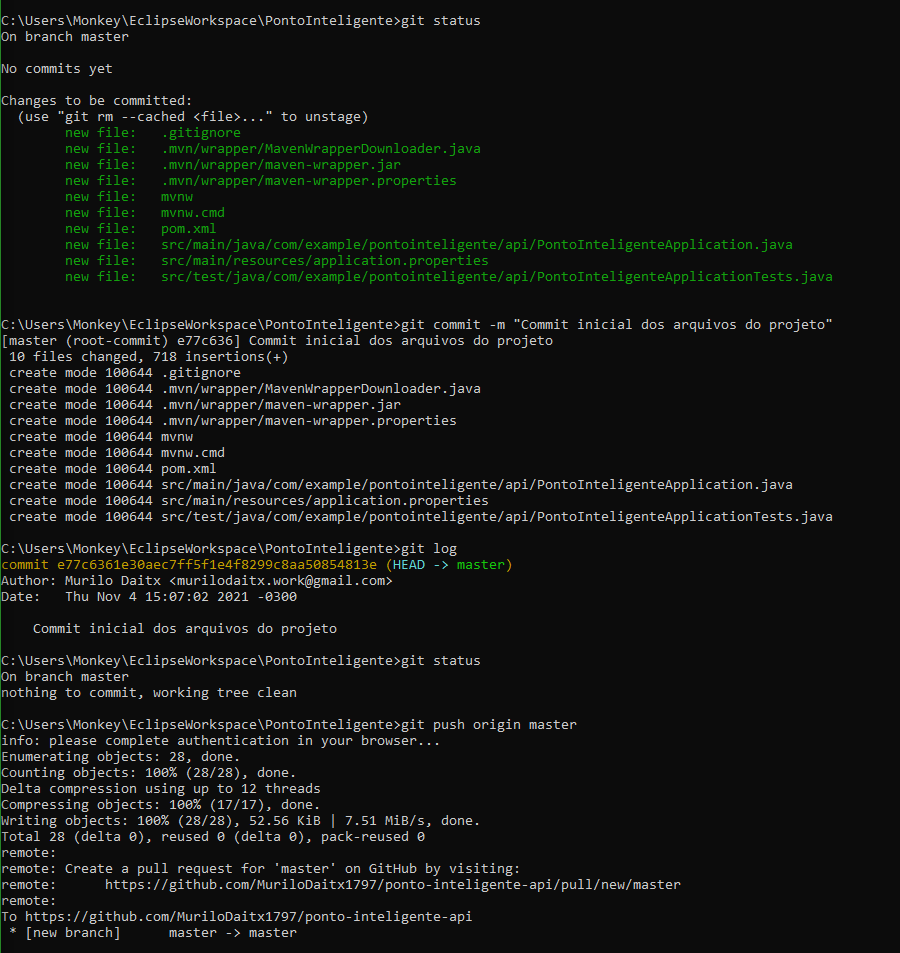 C:\Users\Monkey\EclipseWorkspace\PontoInteligente>git status
On branch master
No commits yet
Changes to be committed:
  (use "git rm --cached <file>..." to unstage)
        new file:   .gitignore
        new file:   .mvn/wrapper/MavenWrapperDownloader.java
        new file:   .mvn/wrapper/maven-wrapper.jar
        new file:   .mvn/wrapper/maven-wrapper.properties
        new file:   mvnw
        new file:   mvnw.cmd
        new file:   pom.xml
        new file:   src/main/java/com/example/pontointeligente/api/PontoInteligenteApplication.java
        new file:   src/main/resources/application.properties
        new file:   src/test/java/com/example/pontointeligente/api/PontoInteligenteApplicationTests.java
C:\Users\Monkey\EclipseWorkspace\PontoInteligente>git commit -m "Commit inicial dos arquivos do projeto"
[master (root-commit) e77c636] Commit inicial dos arquivos do projeto
 10 files changed, 718 insertions(+)
 create mode 100644 .gitignore
 create mode 100644 .mvn/wrapper/MavenWrapperDownloader.java
 create mode 100644 .mvn/wrapper/maven-wrapper.jar
 create mode 100644 .mvn/wrapper/maven-wrapper.properties
 create mode 100644 mvnw
 create mode 100644 mvnw.cmd
 create mode 100644 pom.xml
 create mode 100644 src/main/java/com/example/pontointeligente/api/PontoInteligenteApplication.java
 create mode 100644 src/main/resources/application.properties
 create mode 100644 src/test/java/com/example/pontointeligente/api/PontoInteligenteApplicationTests.java
C:\Users\Monkey\EclipseWorkspace\PontoInteligente>git log
commit e77c6361e30aec7ff5f1e4f8299c8aa50854813e (HEAD -> master)
Author: Murilo Daitx <murilodaitx.work@gmail.com>
Date:   Thu Nov 4 15:07:02 2021 -0300
    Commit inicial dos arquivos do projeto
C:\Users\Monkey\EclipseWorkspace\PontoInteligente>git status
On branch master
nothing to commit, working tree clean
C:\Users\Monkey\EclipseWorkspace\PontoInteligente>git push origin master
info: please complete authentication in your browser...
Enumerating objects: 28, done.
Counting objects: 100% (28/28), done.
Delta compression using up to 12 threads
Compressing objects: 100% (17/17), done.
Writing objects: 100% (28/28), 52.56 KiB | 7.51 MiB/s, done.
Total 28 (delta 0), reused 0 (delta 0), pack-reused 0
remote:
remote: Create a pull request for 'master' on GitHub by visiting:
remote:      https://github.com/MuriloDaitx1797/ponto-inteligente-api/pull/new/master
remote:
To https://github.com/MuriloDaitx1797/ponto-inteligente-api
 * [new branch]      master -> master